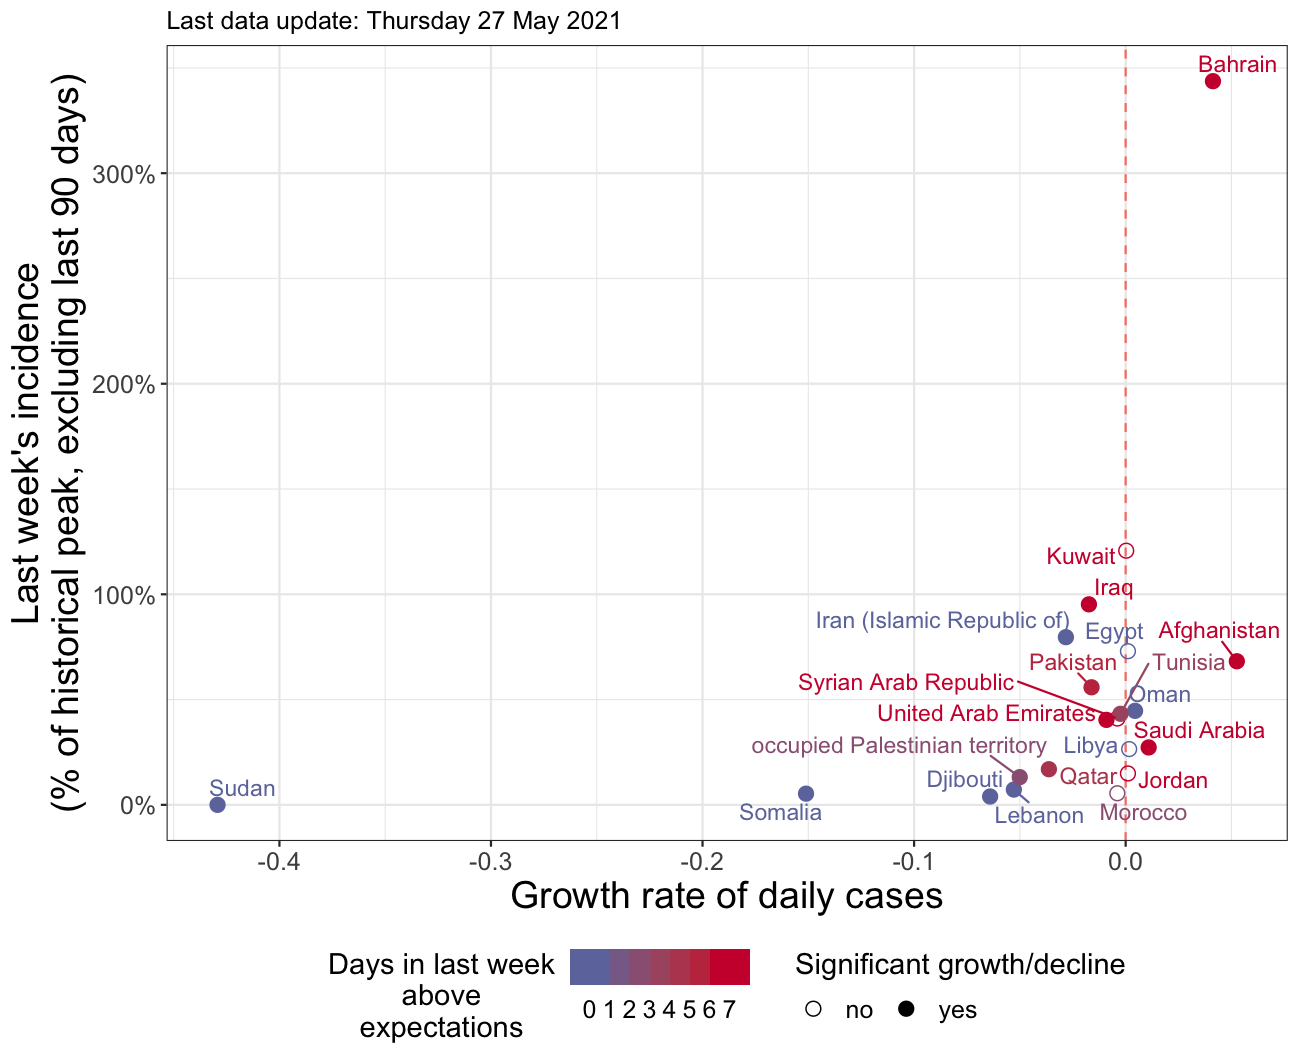 Last data update: Thursday 27 May 2021
Last week's incidence
(% of historical peak, excluding last 90 days)
300%
200%
100%
0%
Bahrain
Kuwait
Iraq
Iran (Islamic Republic of)
Egypt
Afghanistan
Pakistan
Tunisia
Syrian Arab Republic
Oman
United Arab Emirates
Saudi Arabia
occupied Palestinian territory
Libya
Djibouti
Qatar
Jordan
Sudan
Somalia
Lebanon
Morocco
-0.4
-0.3
-0.2
-0.1
0.0
Growth rate of daily cases
Days in last week
above
expectations
0 1 2 3 4 5 6 7
Significant growth/decline
no
yes